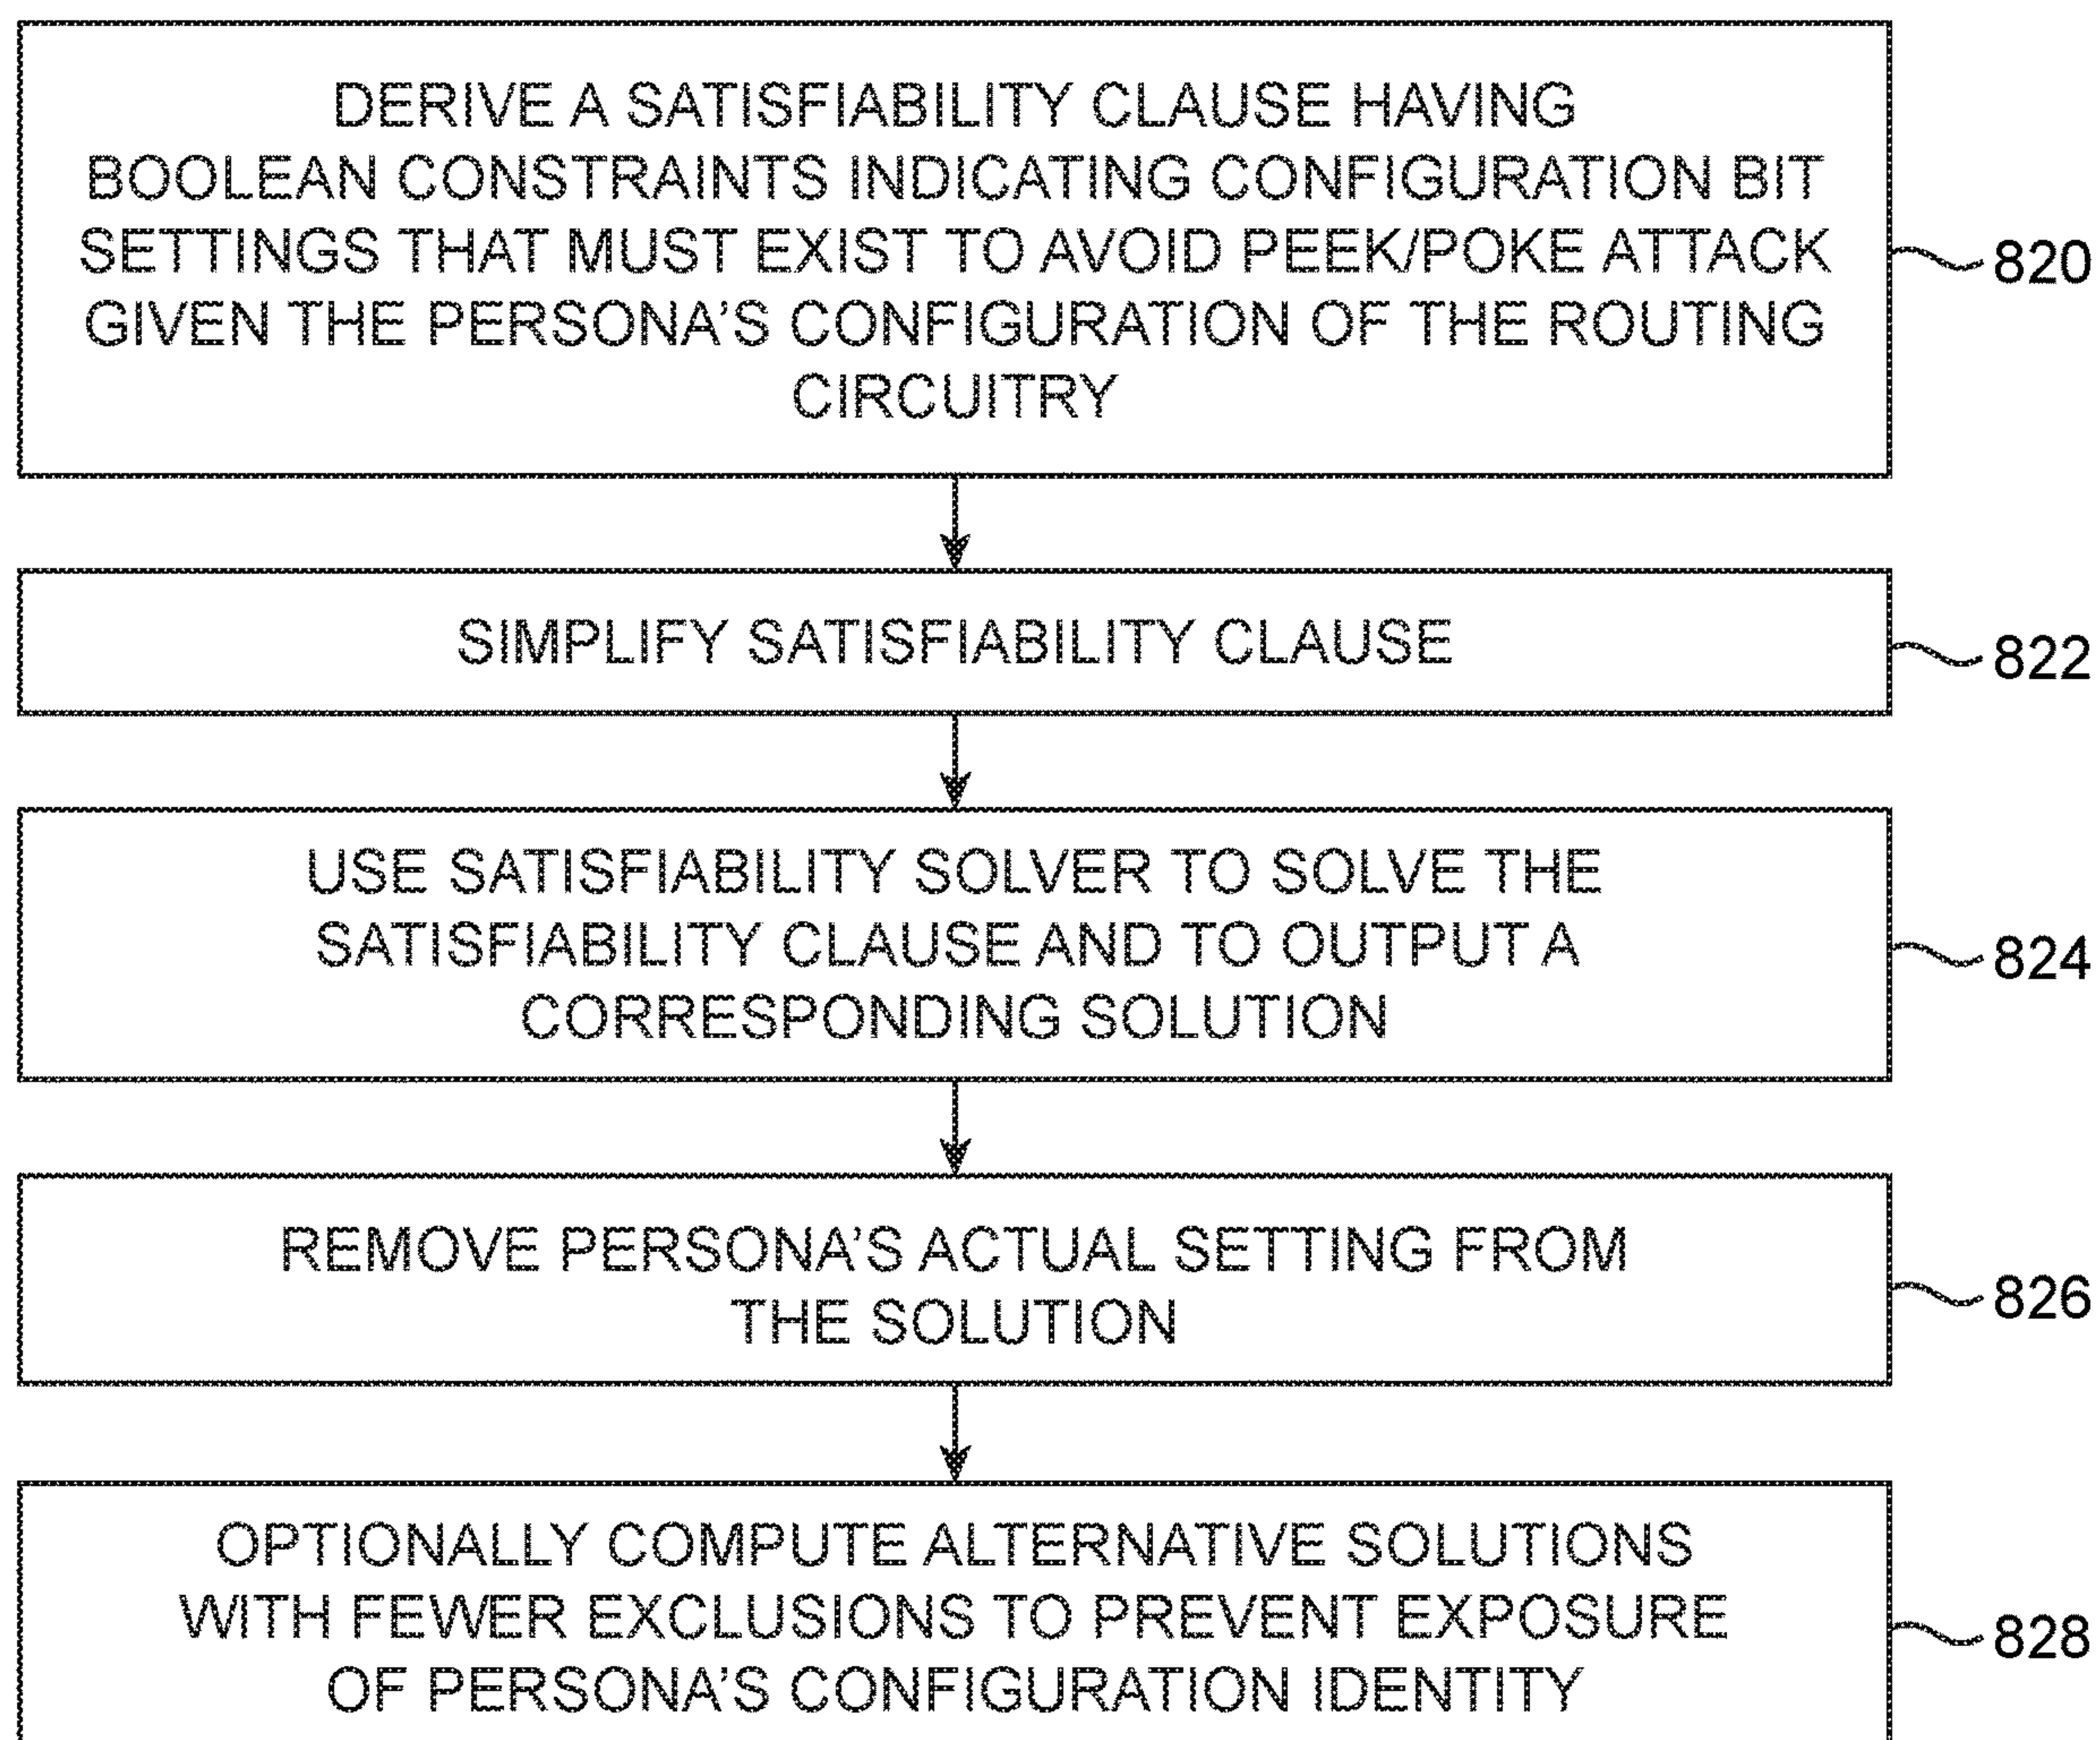 DERIVE A SATISFIABILITY CLAUSE HAVING
BOOLEAN CONSTRAINTS INDICATING CONFIGURATION BIT
SETTINGS THAT MUST EXIST TO AVOID PEEK/POKE ATTACK
GIVEN THE PERSONA'S CONFIGURATION OF THE ROUTING
CIRCUITRY
820
SIMPLIFY SATISFIABILITY CLAUSE
822
USE SATISFIABILITY SOLVER TO SOLVE THE
SATISFIABILITY CLAUSE AND TO OUTPUT A
CORRESPONDING SOLUTION
824
REMOVE PERSONA'S ACTUAL SETTING FROM
THE SOLUTION
826
OPTIONALLY COMPUTE ALTERNATIVE SOLUTIONS
WITH FEWER EXCLUSIONS TO PREVENT EXPOSURE
OF PERSONA'S CONFIGURATION IDENTITY
828